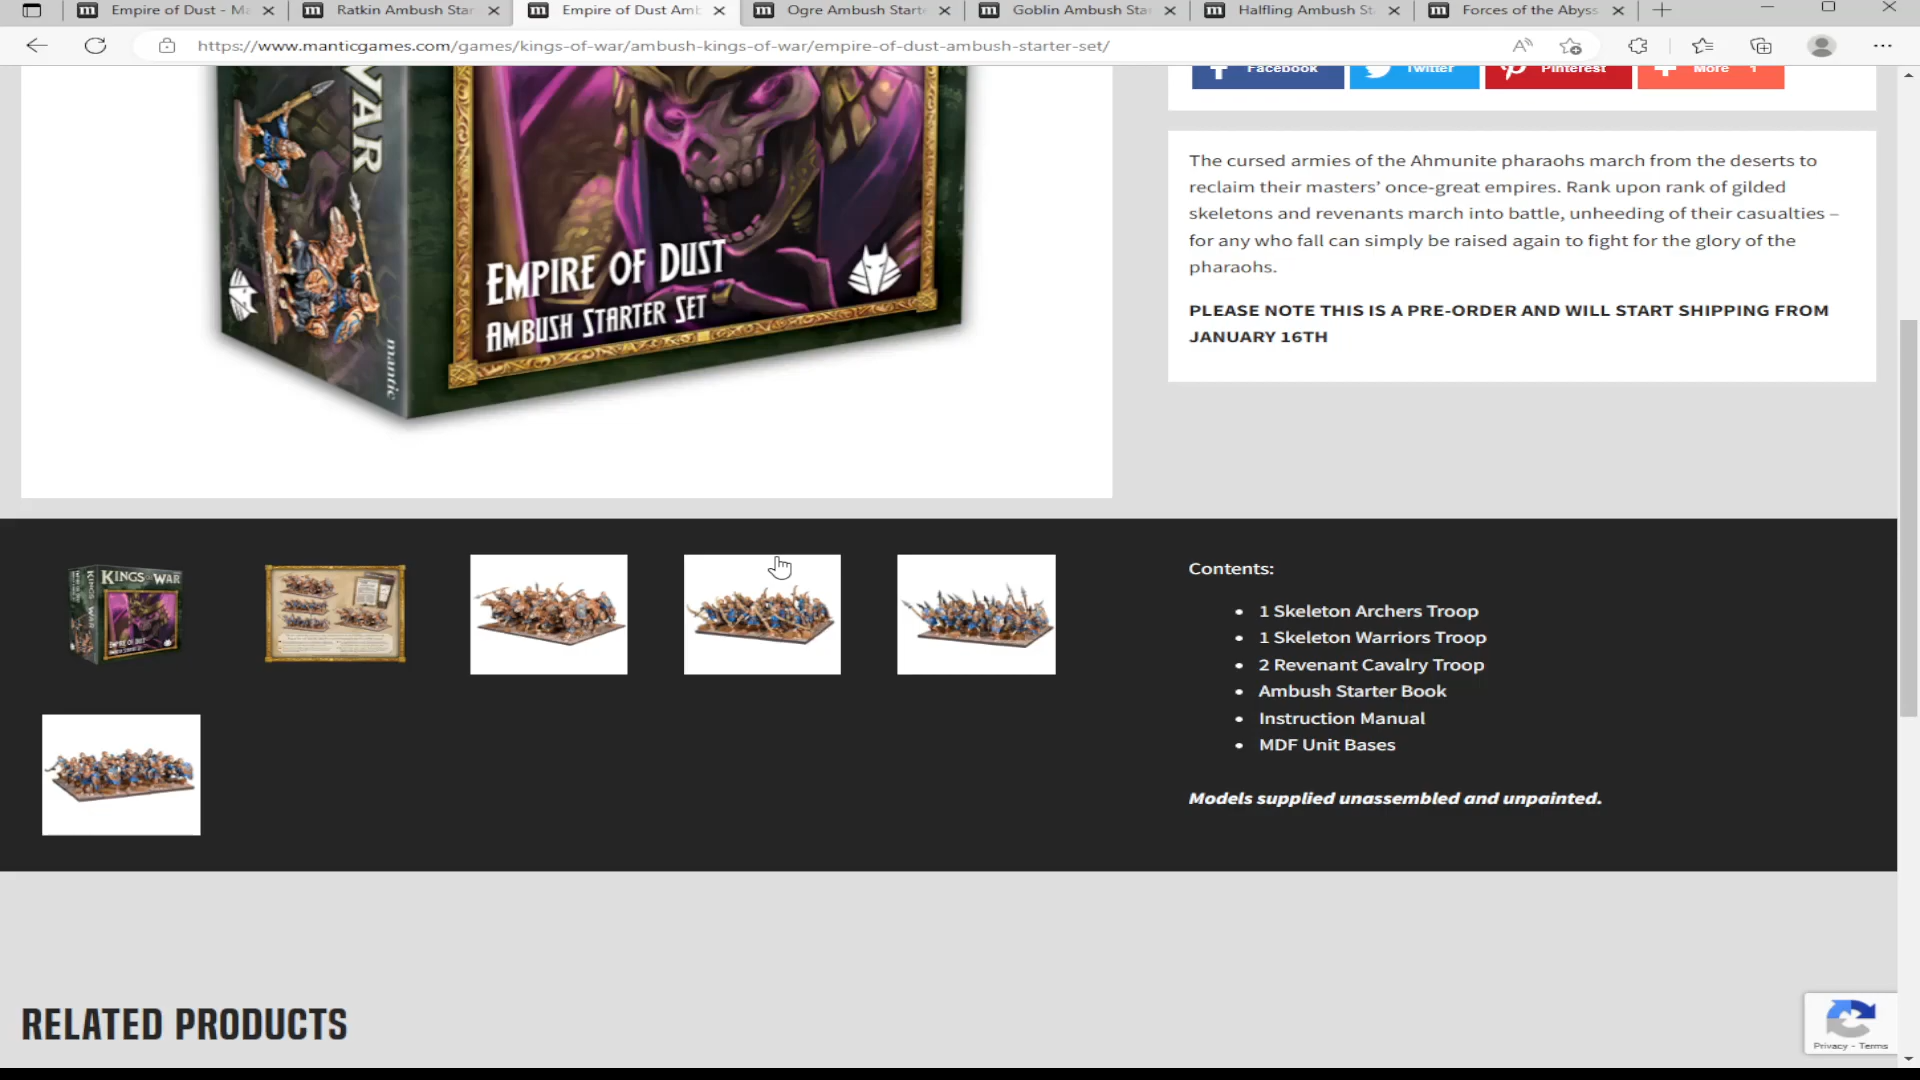 Empire of Dust - Ma
Ratkin Ambush Star
Empire of Dust Amb
Ogre Ambush Starte
Goblin Ambush Sta
Halfling Ambush St
Forces of the Abyss
https://www.manticgames.com/games/kings-of-war/ambush-kings-of-war/empire-of-dust-ambush-starter-set/
Facebook
Twitter
Pinterest
More 1
WAR
EMPIRE OF DUST
AMBUSH STARTER SET
mantic
The cursed armies of the Ahmunite pharaohs march from the deserts to
reclaim their masters’ once-great empires. Rank upon rank of gilded
skeletons and revenants march into battle, unheeding of their casualties –
for any who fall can simply be raised again to fight for the glory of the
pharaohs.
PLEASE NOTE THIS IS A PRE-ORDER AND WILL START SHIPPING FROM
JANUARY 16TH
KINGS OF WAR
Contents:
1 Skeleton Archers Troop
1 Skeleton Warriors Troop
2 Revenant Cavalry Troop
Ambush Starter Book
Instruction Manual
MDF Unit Bases
Models supplied unassembled and unpainted.
RELATED PRODUCTS
Privacy - Terms